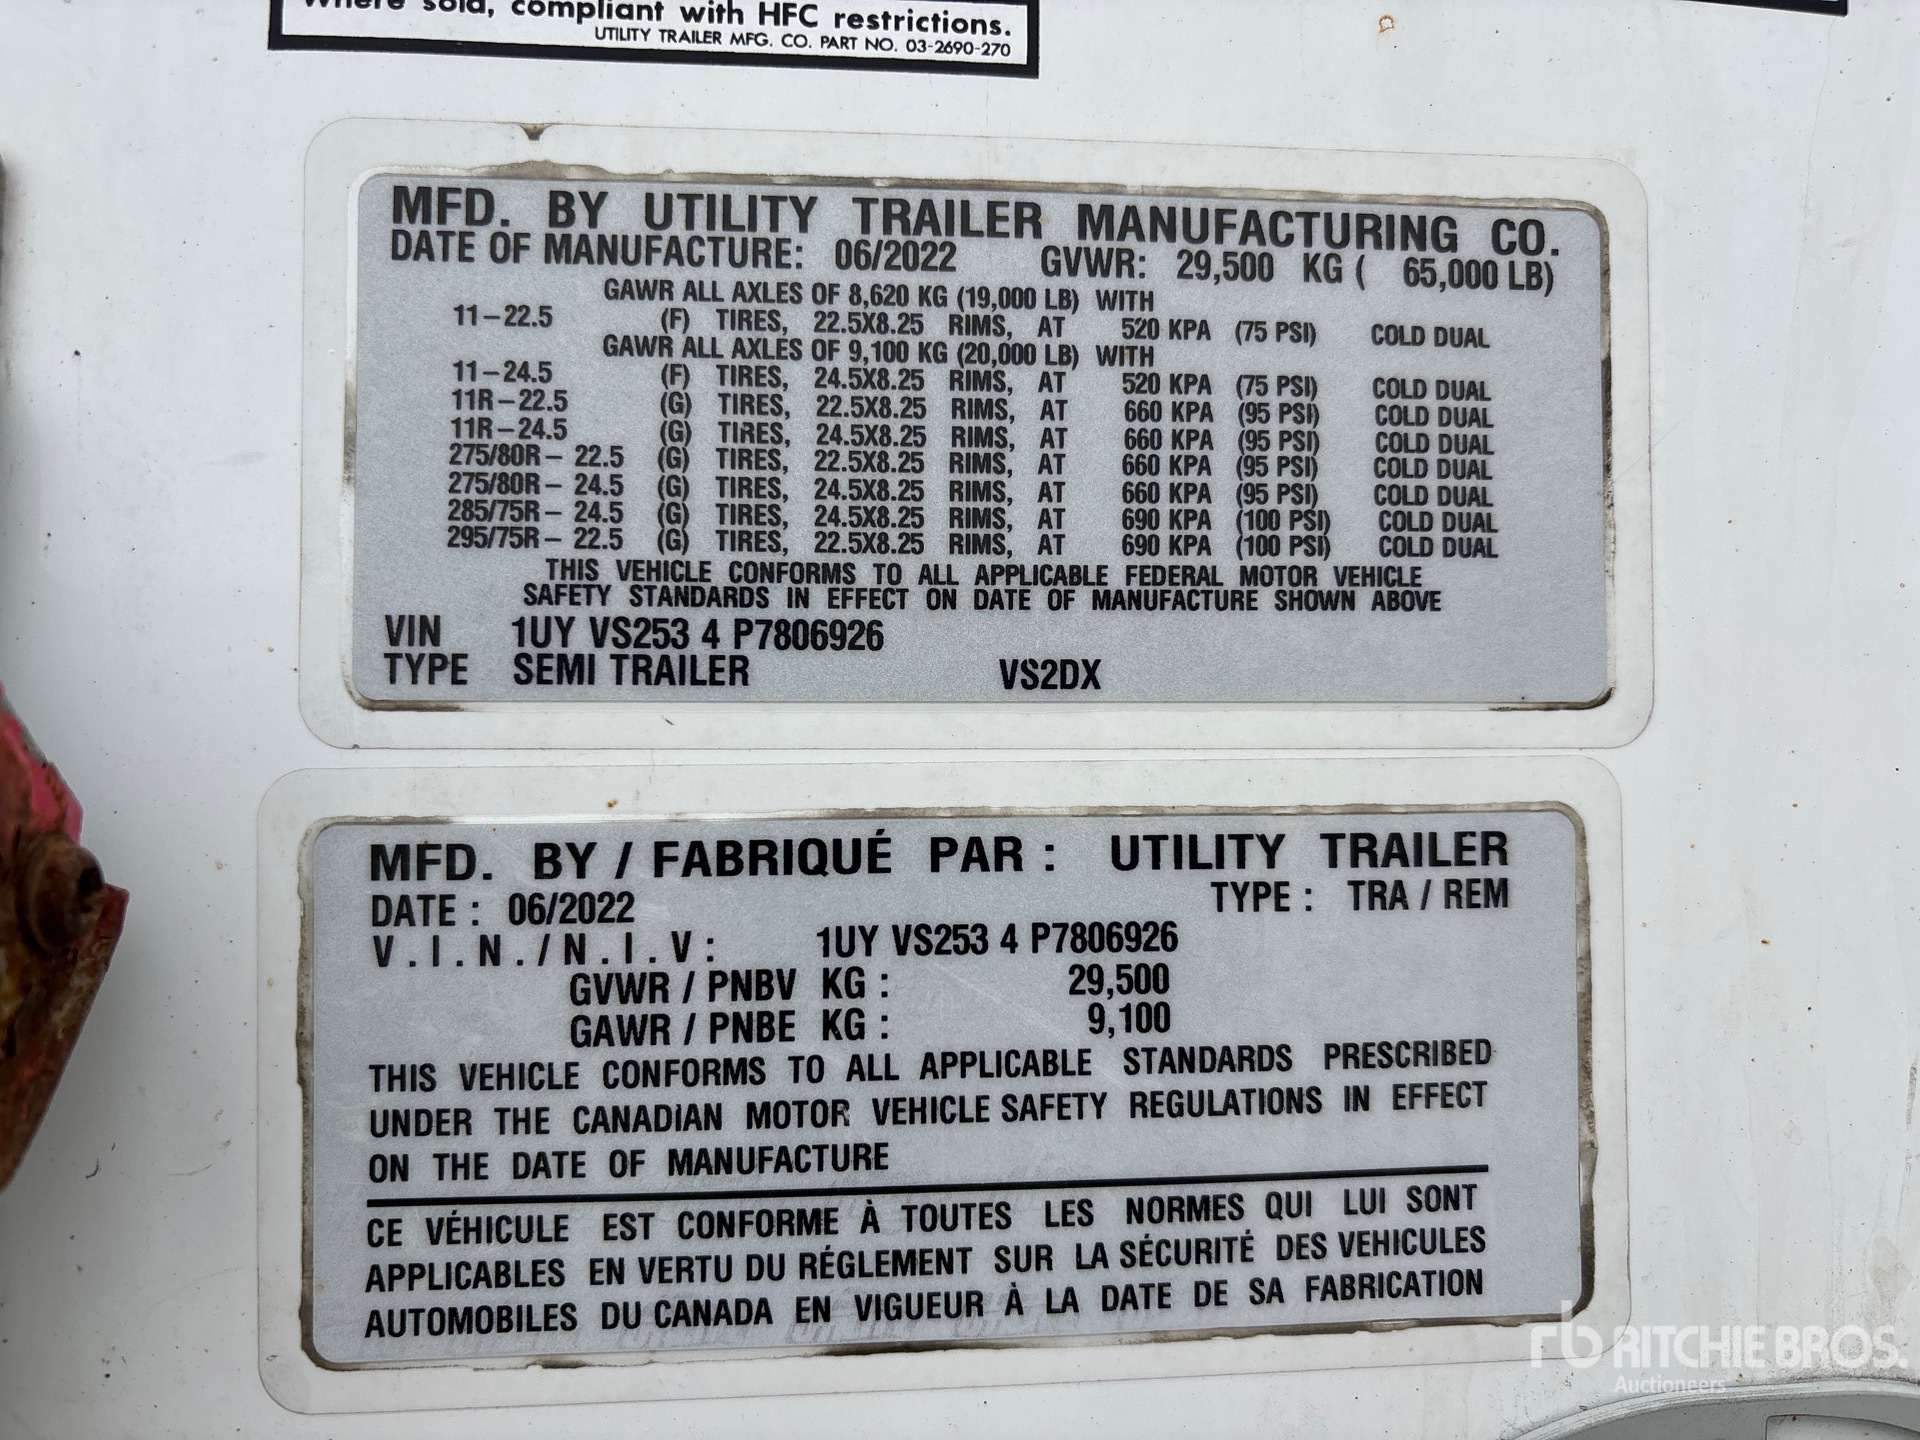 Where sold, compliant with HFC restrictions.
UTILITY TRAILER MFG. CO. PART NO. 03-2690-270
MFD. BY UTILITY TRAILER MANUFACTURING CO.
DATE OF MANUFACTURE: 06/2022 GVWR: 29,500 KG ( 65,000 LB)
GAWR ALL AXLES OF 8,620 KG (19,000 LB) WITH
11-22.5 (F) TIRES, 22.5X8.25 RIMS, AT 520 KPA (75 PSI) COLD DUAL
GAWR ALL AXLES OF 9,100 KG (20,000 LB) WITH
11-24.5 (F) TIRES, 24.5X8.25 RIMS, AT 520 KPA (75 PSI) COLD DUAL
11R-22.5 (G) TIRES, 22.5X8.25 RIMS, AT 660 KPA (95 PSI) COLD DUAL
11R-24.5 (G) TIRES, 24.5X8.25 RIMS, AT 660 KPA (95 PSI) COLD DUAL
275/80R- 22.5 (G) TIRES, 22.5X8.25 RIMS, AT 660 KPA (95 PSI) COLD DUAL
275/80R- 24.5 (G) TIRES, 24.5X8.25 RIMS, AT 660 KPA (95 PSI) COLD DUAL
285/75R- 24.5 (G) TIRES, 24.5X8.25 RIMS, AT 690 KPA (100 PSI) COLD DUAL
295/75R- 22.5 (G) TIRES, 22.5X8.25 RIMS, AT 690 KPA (100 PSI) COLD DUAL
THIS VEHICLE CONFORMS TO ALL APPLICABLE FEDERAL MOTOR VEHICLE
SAFETY STANDARDS IN EFFECT ON DATE OF MANUFACTURE SHOWN ABOVE
VIN 1UY VS253 4 P7806926
TYPE SEMI TRAILER VS2DX
MFD. BY / FABRIQUÉ PAR : UTILITY TRAILER
DATE : 06/2022 TYPE : TRA / REM
V.I.N./N.I.V: 1UY VS253 4 P7806926
GVWR / PNBV KG : 29,500
GAWR / PNBE KG : 9,100
THIS VEHICLE CONFORMS TO ALL APPLICABLE STANDARDS PRESCRIBED
UNDER THE CANADIAN MOTOR VEHICLE SAFETY REGULATIONS IN EFFECT
ON THE DATE OF MANUFACTURE
CE VÉHICULE EST CONFORME À TOUTES LES NORMES QUI LUI SONT
APPLICABLES EN VERTU DU RÉGLEMENT SUR LA SÉCURITÉ DES VEHICULES
AUTOMOBILES DU CANADA EN VIGUEUR À LA DATE DE SA FABRICATION
rb RITCHIE BROS.
Auctioneers